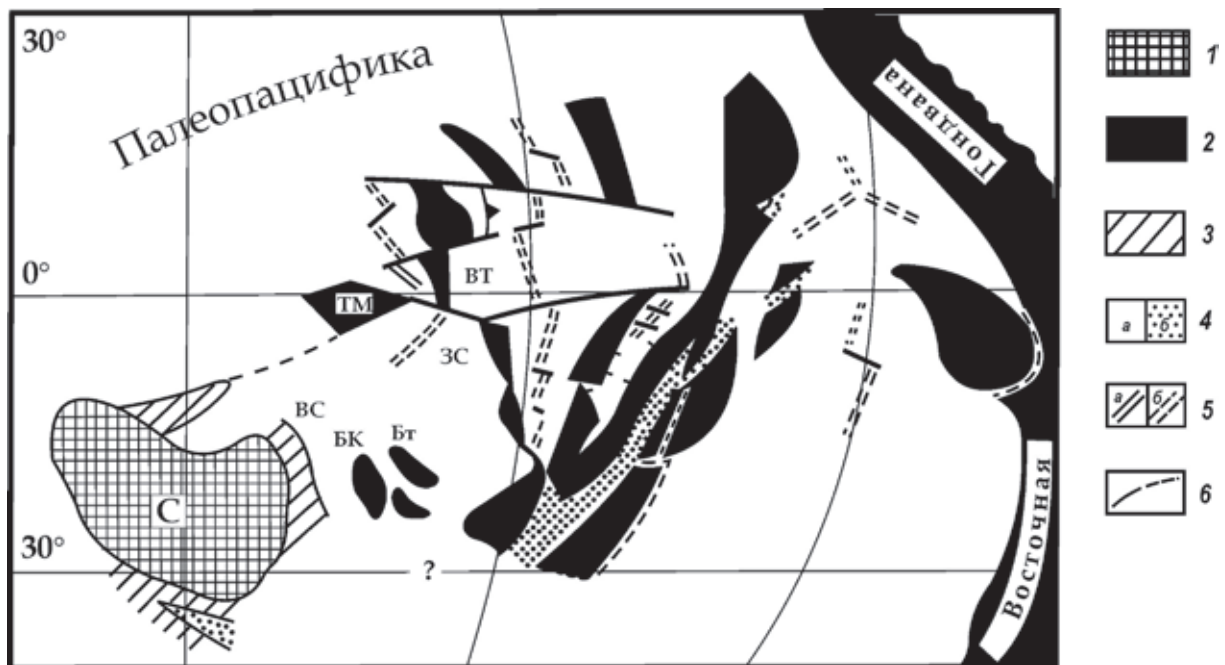 30°
Палеопацифика
Гондвана
0°
ВТ
ТМ
ЗС
ВС
БК
Бт
С
30°
?
Восточная
1
2
3
а
б
4
а
б
5
6